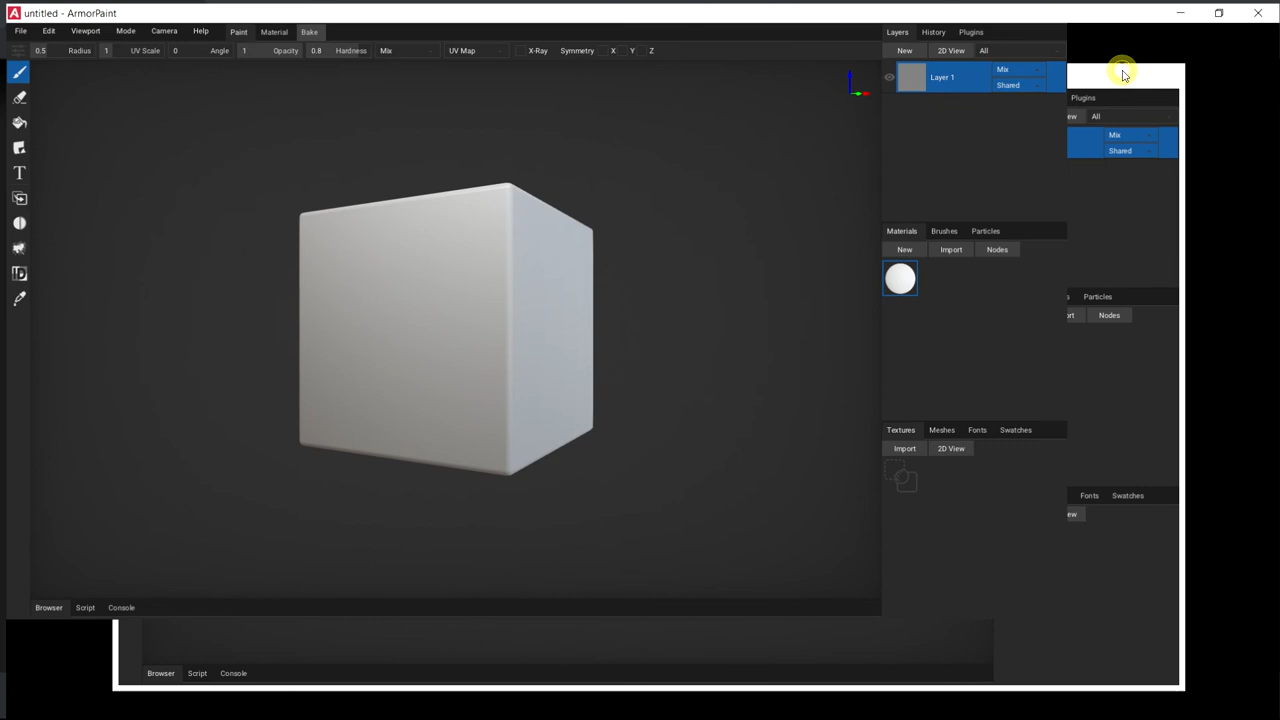 untitled - ArmorPaint
File Edit Viewport Mode Camera Help Paint Material Bake
0.5 Radius 1 UV Scale 0 Angle 1 Opacity 0.8 Hardness Mix UV Map X-Ray Symmetry X Y Z
Layers History Plugins
New 2D View All
Layer 1 Mix
Shared
Materials Brushes Particles
New Import Nodes
Textures Meshes Fonts Swatches
Import 2D View
Browser Script Console
Plugins
ew All
Mix
Shared
s Particles
ort Nodes
Fonts Swatches
ew
Browser Script Console